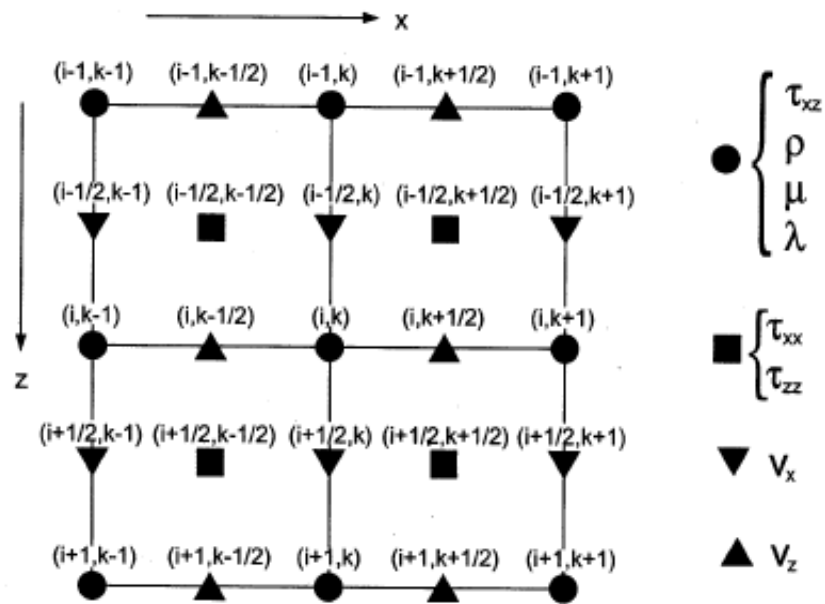 x
(i-1,k-1) (i-1,k-1/2) (i-1,k) (i-1,k+1/2) (i-1,k+1)
(i-1/2,k-1) (i-1/2,k-1/2) (i-1/2,k) (i-1/2,k+1/2) (i-1/2,k+1)
(i,k-1) (i,k-1/2) (i,k) (i,k+1/2) (i,k+1)
z
(i+1/2,k-1) (i+1/2,k-1/2) (i+1/2,k) (i+1/2,k+1/2) (i+1/2,k+1)
(i+1,k-1) (i+1,k-1/2) (i+1,k) (i+1,k+1/2) (i+1,k+1)
τxz
ρ
μ
λ
τxx
τzz
Vx
Vz